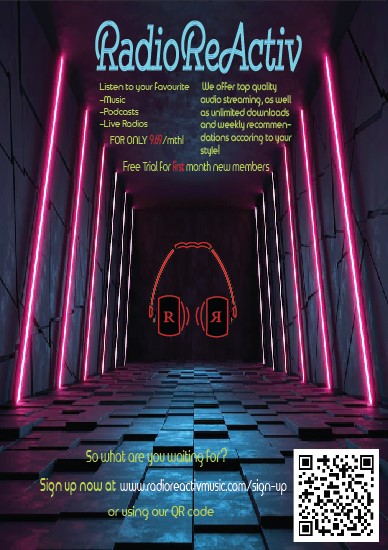 RadioReActiv
Listen to your favourite
-Music
-Podcasts
-Live Radios
FOR ONLY 9.69/mth!
We offer top quality
audio streaming, as well
as unlimited downloads
and weekly recommen-
dations accoring to your
style!
Free Trial for first month new members
R Я
So what are you waiting for?
Sign up now at www.radioreactivmusic.com/sign-up
or using our QR code